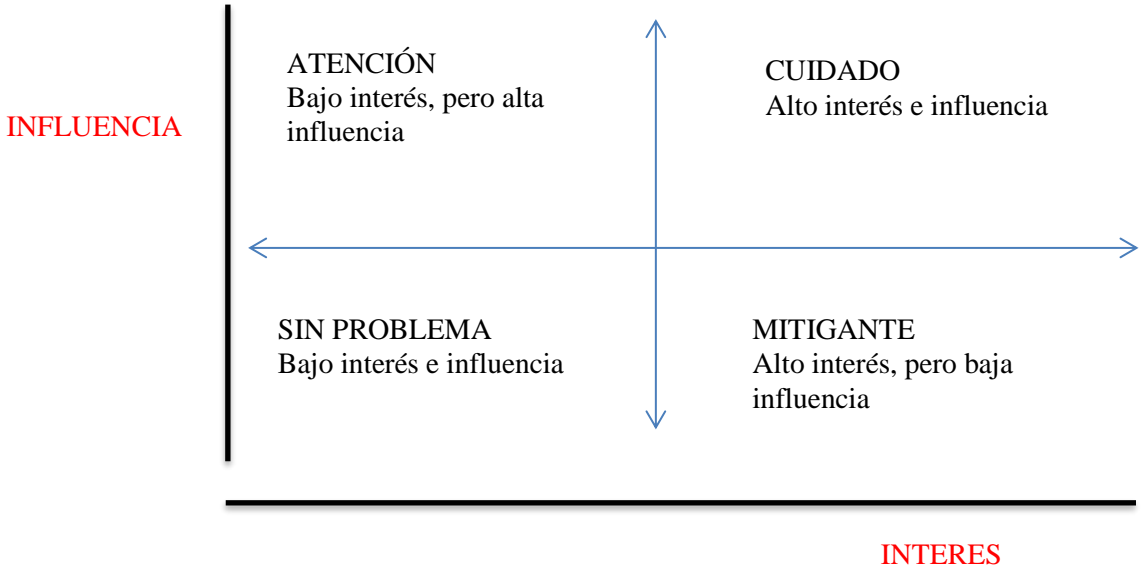 ATENCIÓN
Bajo interés, pero alta
influencia
CUIDADO
Alto interés e influencia
INFLUENCIA
SIN PROBLEMA
Bajo interés e influencia
MITIGANTE
Alto interés, pero baja
influencia
INTERES